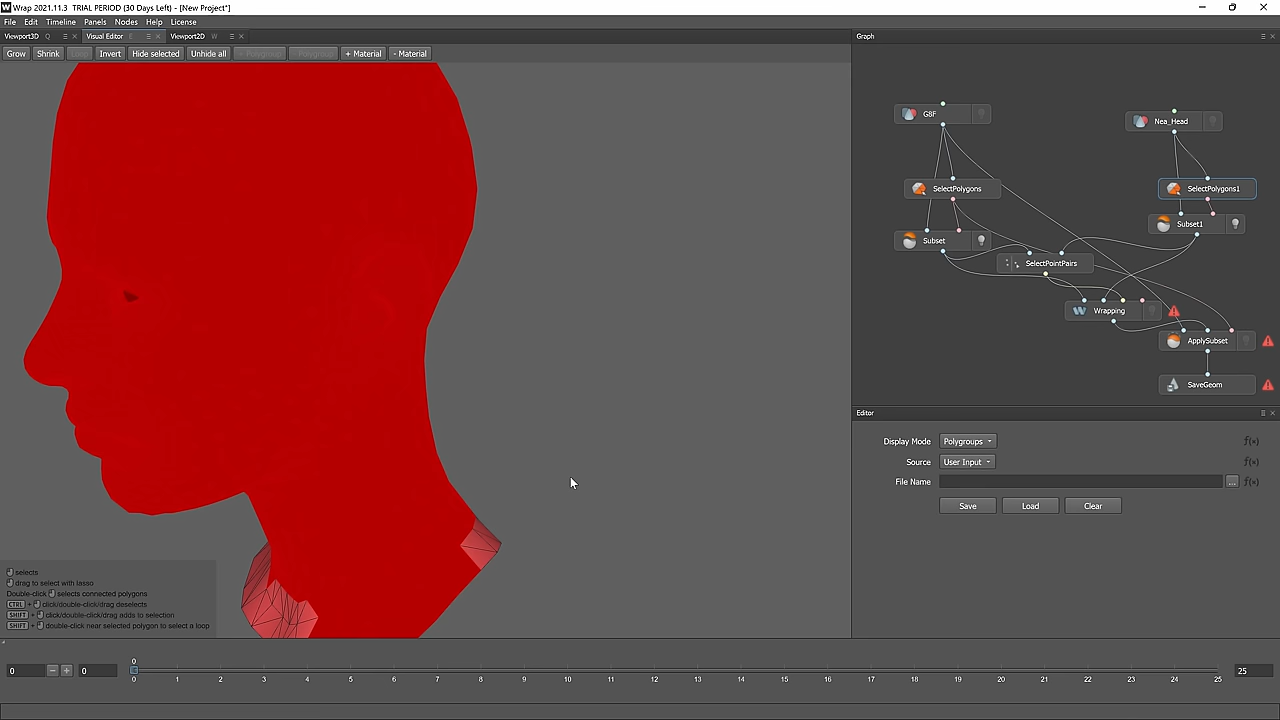 Wrap 2021.11.3 TRIAL PERIOD (30 Days Left) - [New Project*]
File Edit Timeline Panels Nodes Help License
Viewport3D Q Visual Editor E Viewport2D W
Graph
Grow Shrink Loop Invert Hide selected Unhide all + Polygroup - Polygroup + Material - Material
G8F
Nea_Head
SelectPolygons
SelectPolygons1
Subset
Subset1
SelectPointPairs
Wrapping
ApplySubset
SaveGeom
Editor
Display Mode Polygroups f(x)
Source User Input f(x)
File Name ... f(x)
Save Load Clear
selects
drag to select with lasso
Double-click selects connected polygons
CTRL + click/double-click/drag deselects
SHIFT + click/double-click/drag adds to selection
SHIFT + double-click near selected polygon to select a loop
0 − + 0 0 25
0 1 2 3 4 5 6 7 8 9 10 11 12 13 14 15 16 17 18 19 20 21 22 23 24 25